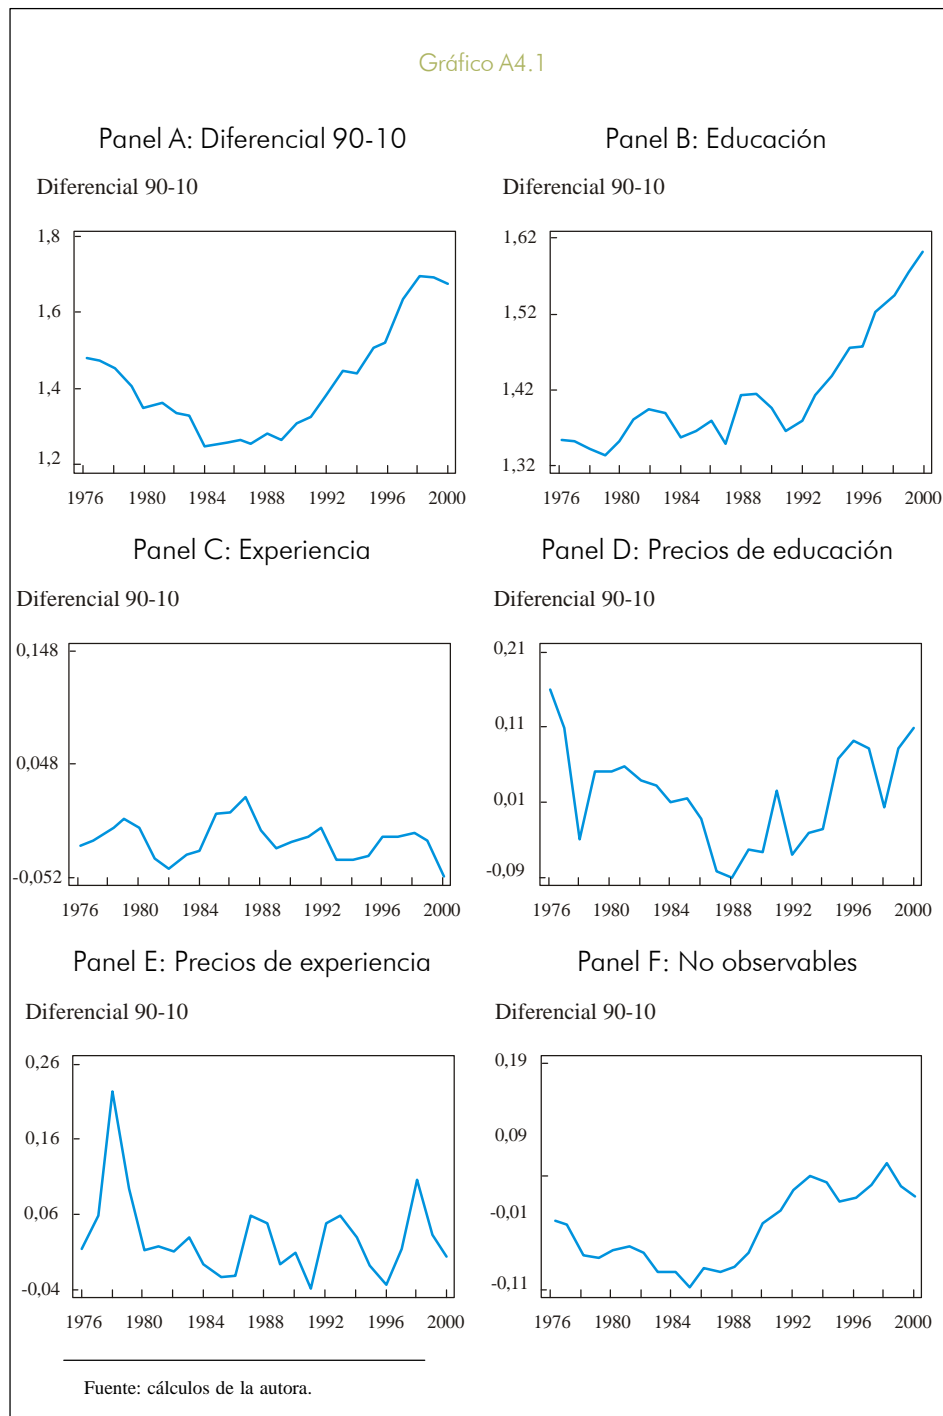 Gráfico A4.1
Panel A: Diferencial 90-10
Diferencial 90-10
1,8
1,6
1,4
1,2
1976 1980 1984 1988 1992 1996 2000
Panel B: Educación
Diferencial 90-10
1,62
1,52
1,42
1,32
1976 1980 1984 1988 1992 1996 2000
Panel C: Experiencia
Diferencial 90-10
0,148
0,048
-0,052
1976 1980 1984 1988 1992 1996 2000
Panel D: Precios de educación
Diferencial 90-10
0,21
0,11
0,01
-0,09
1976 1980 1984 1988 1992 1996 2000
Panel E: Precios de experiencia
Diferencial 90-10
0,26
0,16
0,06
-0,04
1976 1980 1984 1988 1992 1996 2000
Panel F: No observables
Diferencial 90-10
0,19
0,09
-0,01
-0,11
1976 1980 1984 1988 1992 1996 2000
Fuente: cálculos de la autora.